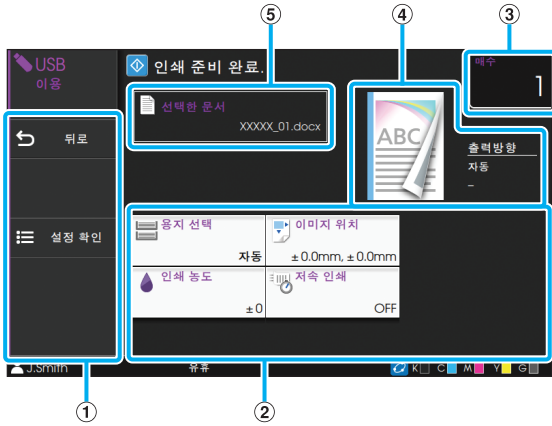 ⑤
④
③
USB
이용
인쇄 준비 완료.
매수
1
선택한 문서
XXXXX_01.docx
ABC
출력방향
자동
–
뒤로
설정 확인
용지 선택
자동
이미지 위치
±0.0mm, ±0.0mm
인쇄 농도
±0
저속 인쇄
OFF
J.Smith
유휴
K C M Y G
①
②